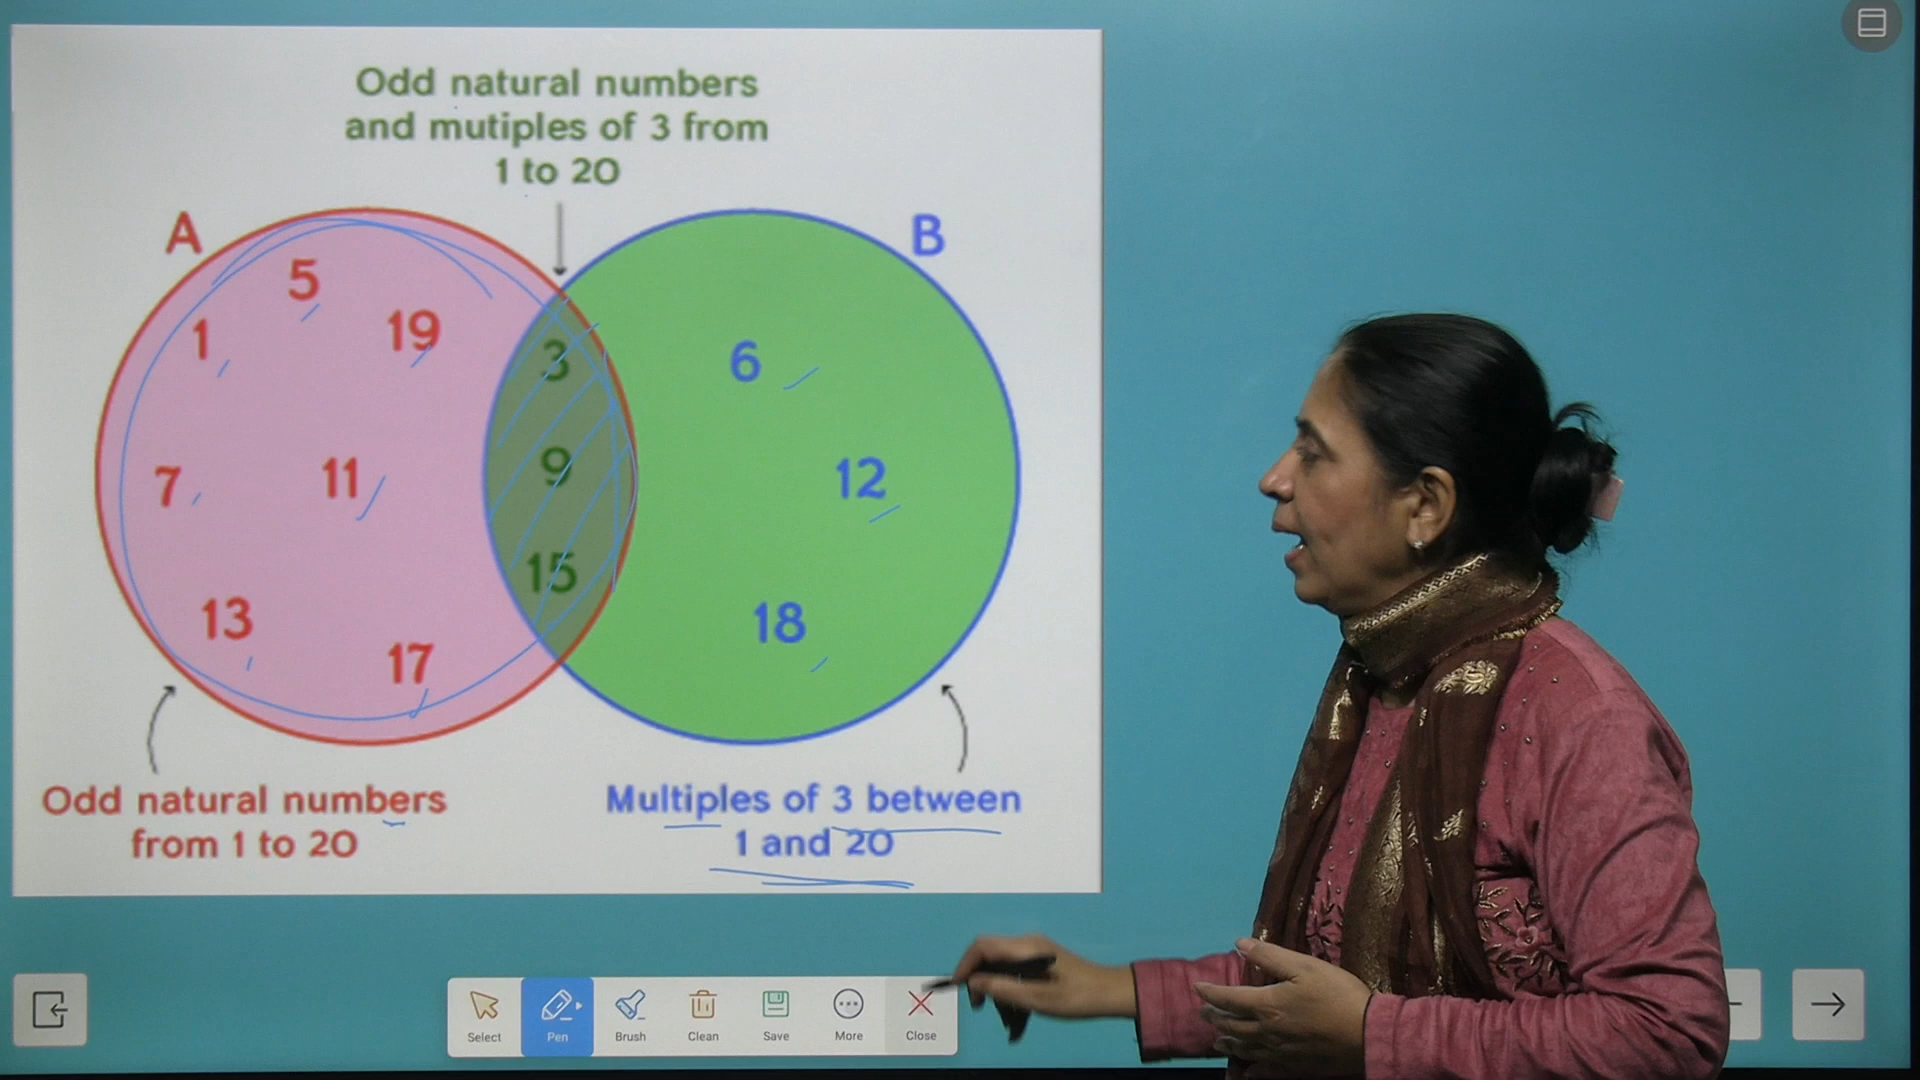 Odd natural numbers
and mutiples of 3 from
1 to 20
A
B
5
1
19
3
6
7
11
9
12
15
13
18
17
Odd natural numbers
from 1 to 20
Multiples of 3 between
1 and 20
Select
Pen
Brush
Clean
Save
More
Close